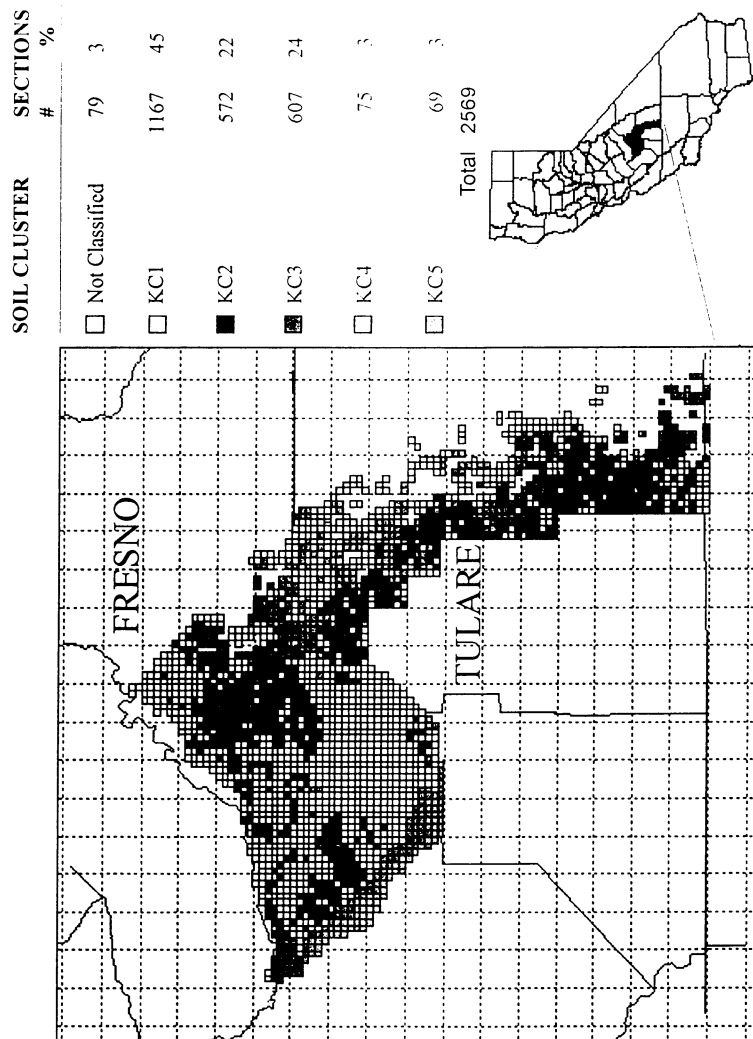 SOIL CLUSTER SECTIONS
# %
Not Classified 79 3
KC1 1167 45
KC2 572 22
KC3 607 24
KC4 75 3
KC5 69 3
Total 2569
FRESNO
TULARE